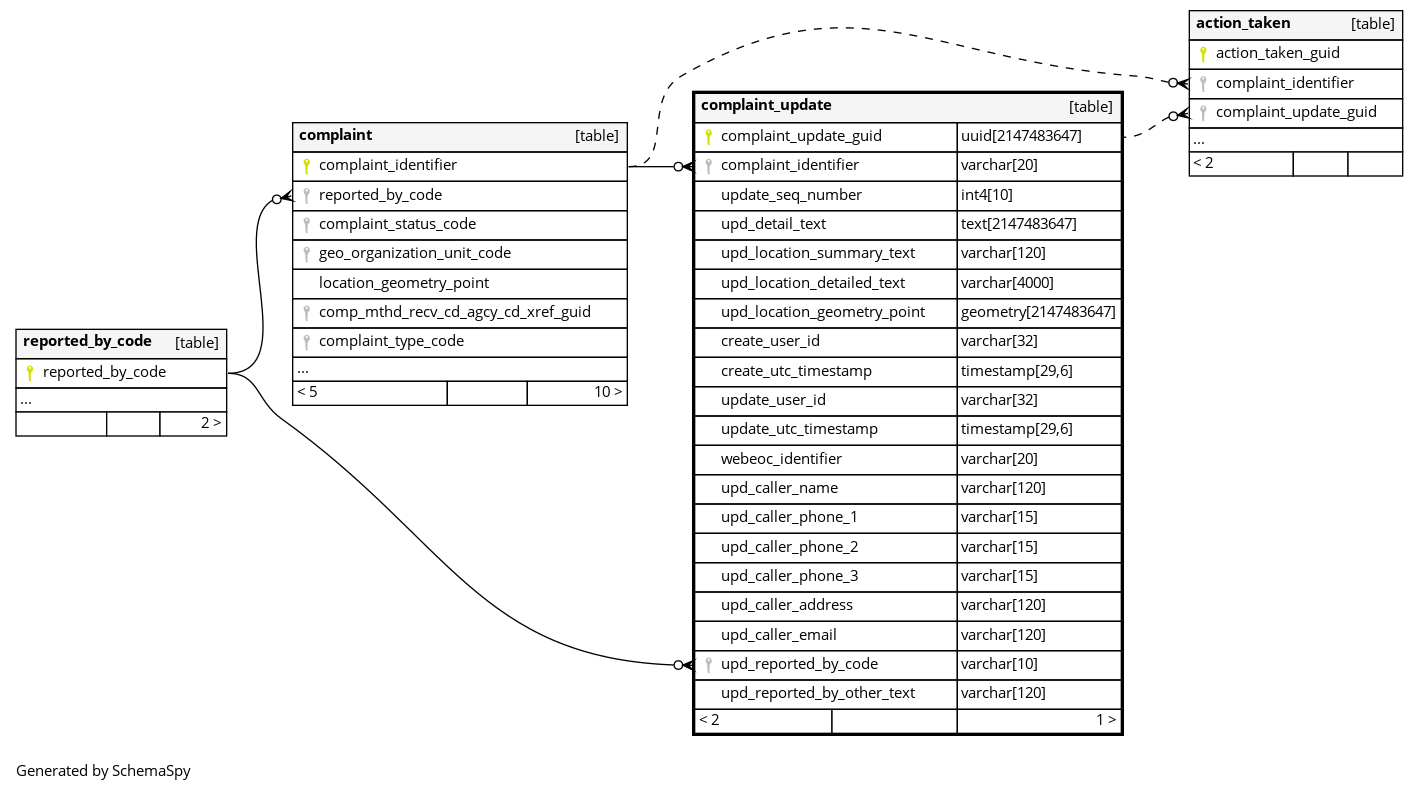 action_taken [table]
action_taken_guid
complaint_identifier
complaint_update_guid
...
< 2
complaint_update [table]
complaint_update_guid uuid[2147483647]
complaint_identifier varchar[20]
update_seq_number int4[10]
upd_detail_text text[2147483647]
upd_location_summary_text varchar[120]
upd_location_detailed_text varchar[4000]
upd_location_geometry_point geometry[2147483647]
create_user_id varchar[32]
create_utc_timestamp timestamp[29,6]
update_user_id varchar[32]
update_utc_timestamp timestamp[29,6]
webeoc_identifier varchar[20]
upd_caller_name varchar[120]
upd_caller_phone_1 varchar[15]
upd_caller_phone_2 varchar[15]
upd_caller_phone_3 varchar[15]
upd_caller_address varchar[120]
upd_caller_email varchar[120]
upd_reported_by_code varchar[10]
upd_reported_by_other_text varchar[120]
< 2 1 >
complaint [table]
complaint_identifier
reported_by_code
complaint_status_code
geo_organization_unit_code
location_geometry_point
comp_mthd_recv_cd_agcy_cd_xref_guid
complaint_type_code
...
< 5 10 >
reported_by_code [table]
reported_by_code
...
2 >
Generated by SchemaSpy